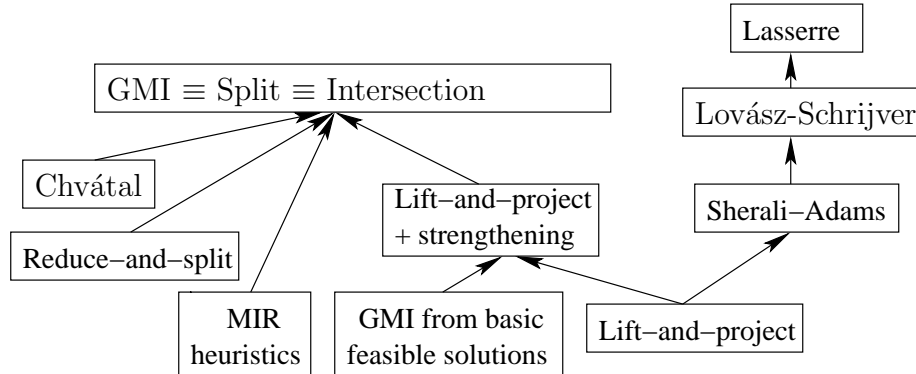 Lasserre
GMI ≡ Split ≡ Intersection
Lovász-Schrijver
Chvátal
Lift−and−project
+ strengthening
Sherali−Adams
Reduce−and−split
MIR
heuristics
GMI from basic
feasible solutions
Lift−and−project